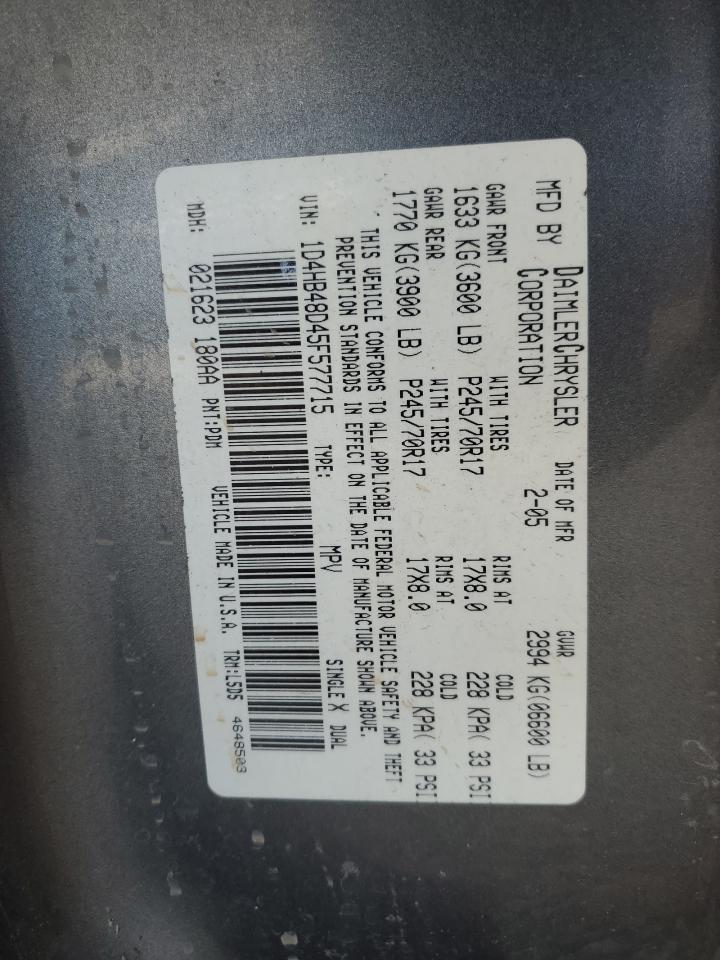 MFD BY DAIMLERCHRYSLER CORPORATION DATE OF MFR 2-05 GVWR 2994 KG(06600 LB)
GAWR FRONT WITH TIRES RIMS AT COLD
1633 KG(3600 LB) P245/70R17 17X8.0 228 KPA( 33 PSI
GAWR REAR WITH TIRES RIMS AT COLD
1770 KG(3900 LB) P245/70R17 17X8.0 228 KPA( 33 PSI
THIS VEHICLE CONFORMS TO ALL APPLICABLE FEDERAL MOTOR VEHICLE SAFETY AND THEFT
PREVENTION STANDARDS IN EFFECT ON THE DATE OF MANUFACTURE SHOWN ABOVE.
VIN: 1D4HB48D45F577715 TYPE: MPV SINGLE X DUAL
MDH: 021623 180AA PNT:PDM VEHICLE MADE IN U.S.A. TRM:L5D5 4648503